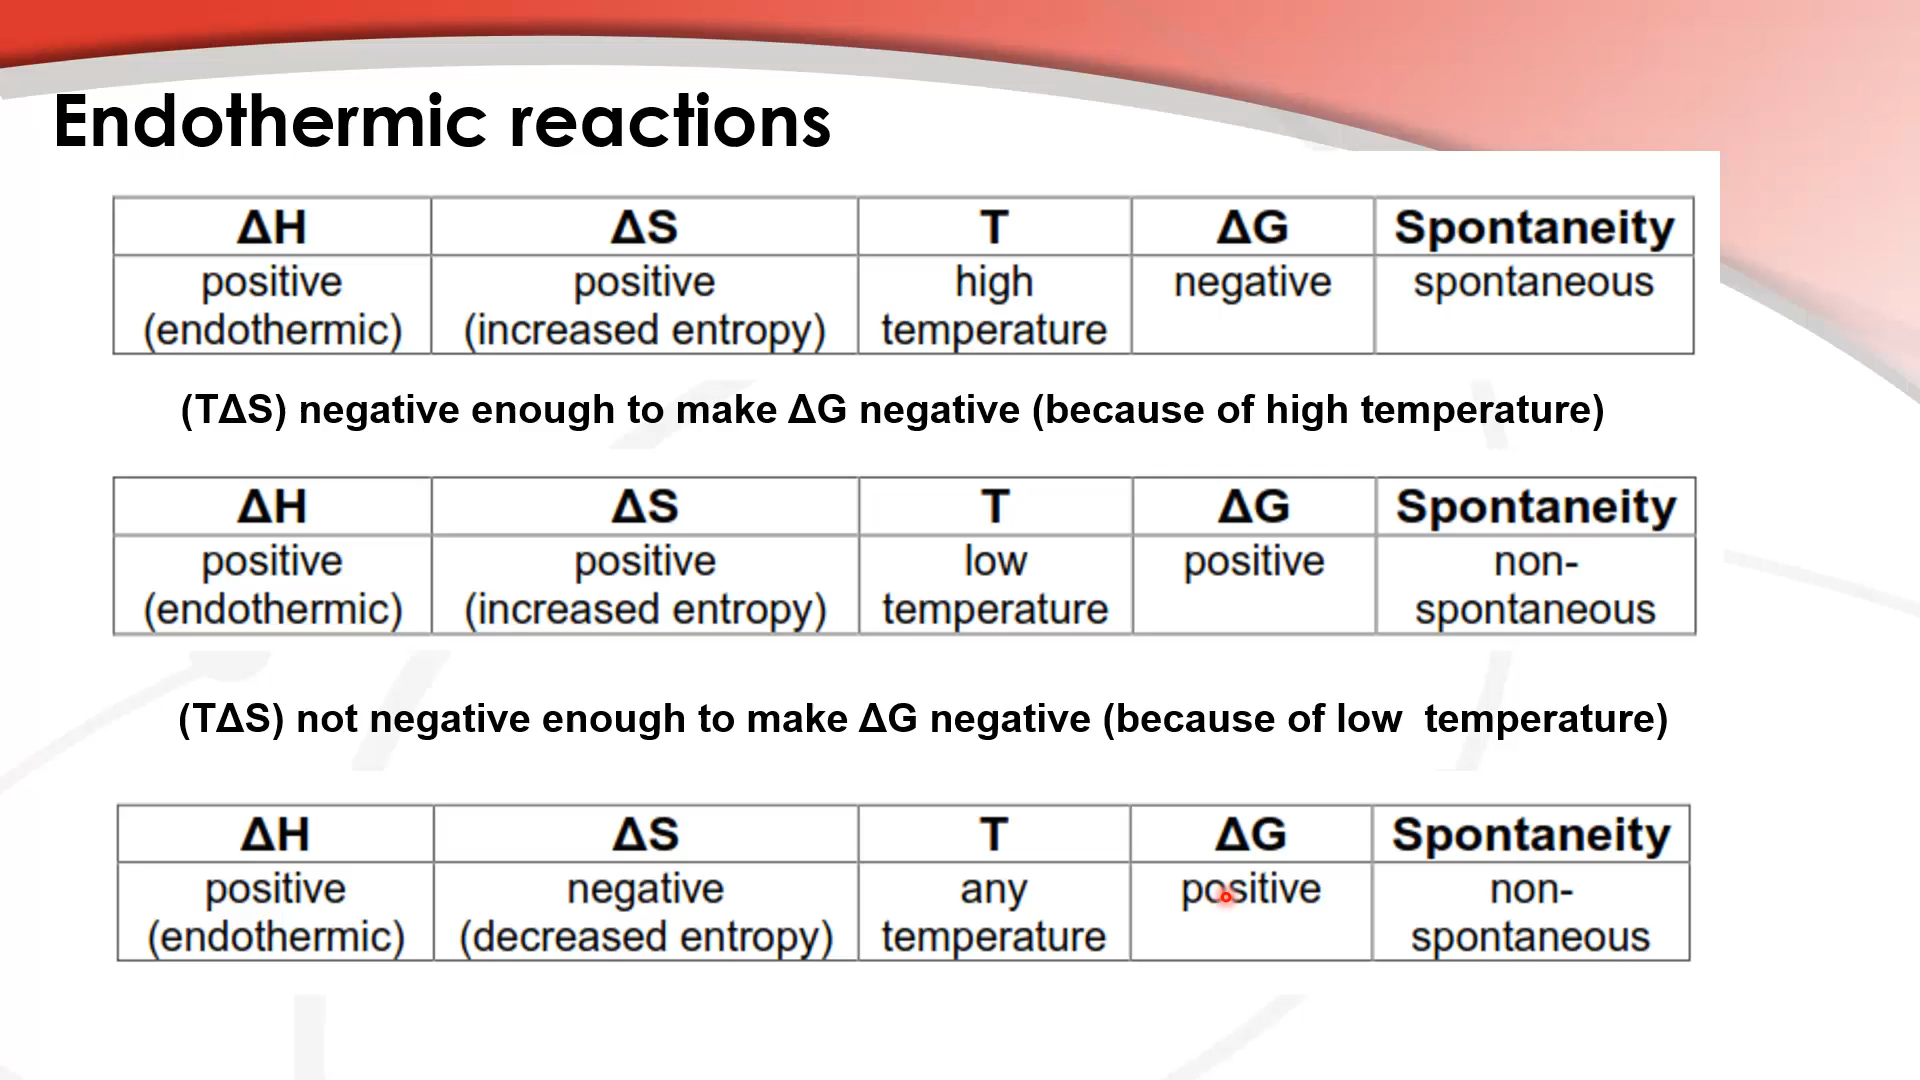 Endothermic reactions
ΔH ΔS T ΔG Spontaneity
positive positive high negative spontaneous
(endothermic) (increased entropy) temperature
(TΔS) negative enough to make ΔG negative (because of high temperature)
ΔH ΔS T ΔG Spontaneity
positive positive low positive non-
(endothermic) (increased entropy) temperature spontaneous
(TΔS) not negative enough to make ΔG negative (because of low  temperature)
ΔH ΔS T ΔG Spontaneity
positive negative any positive non-
(endothermic) (decreased entropy) temperature spontaneous